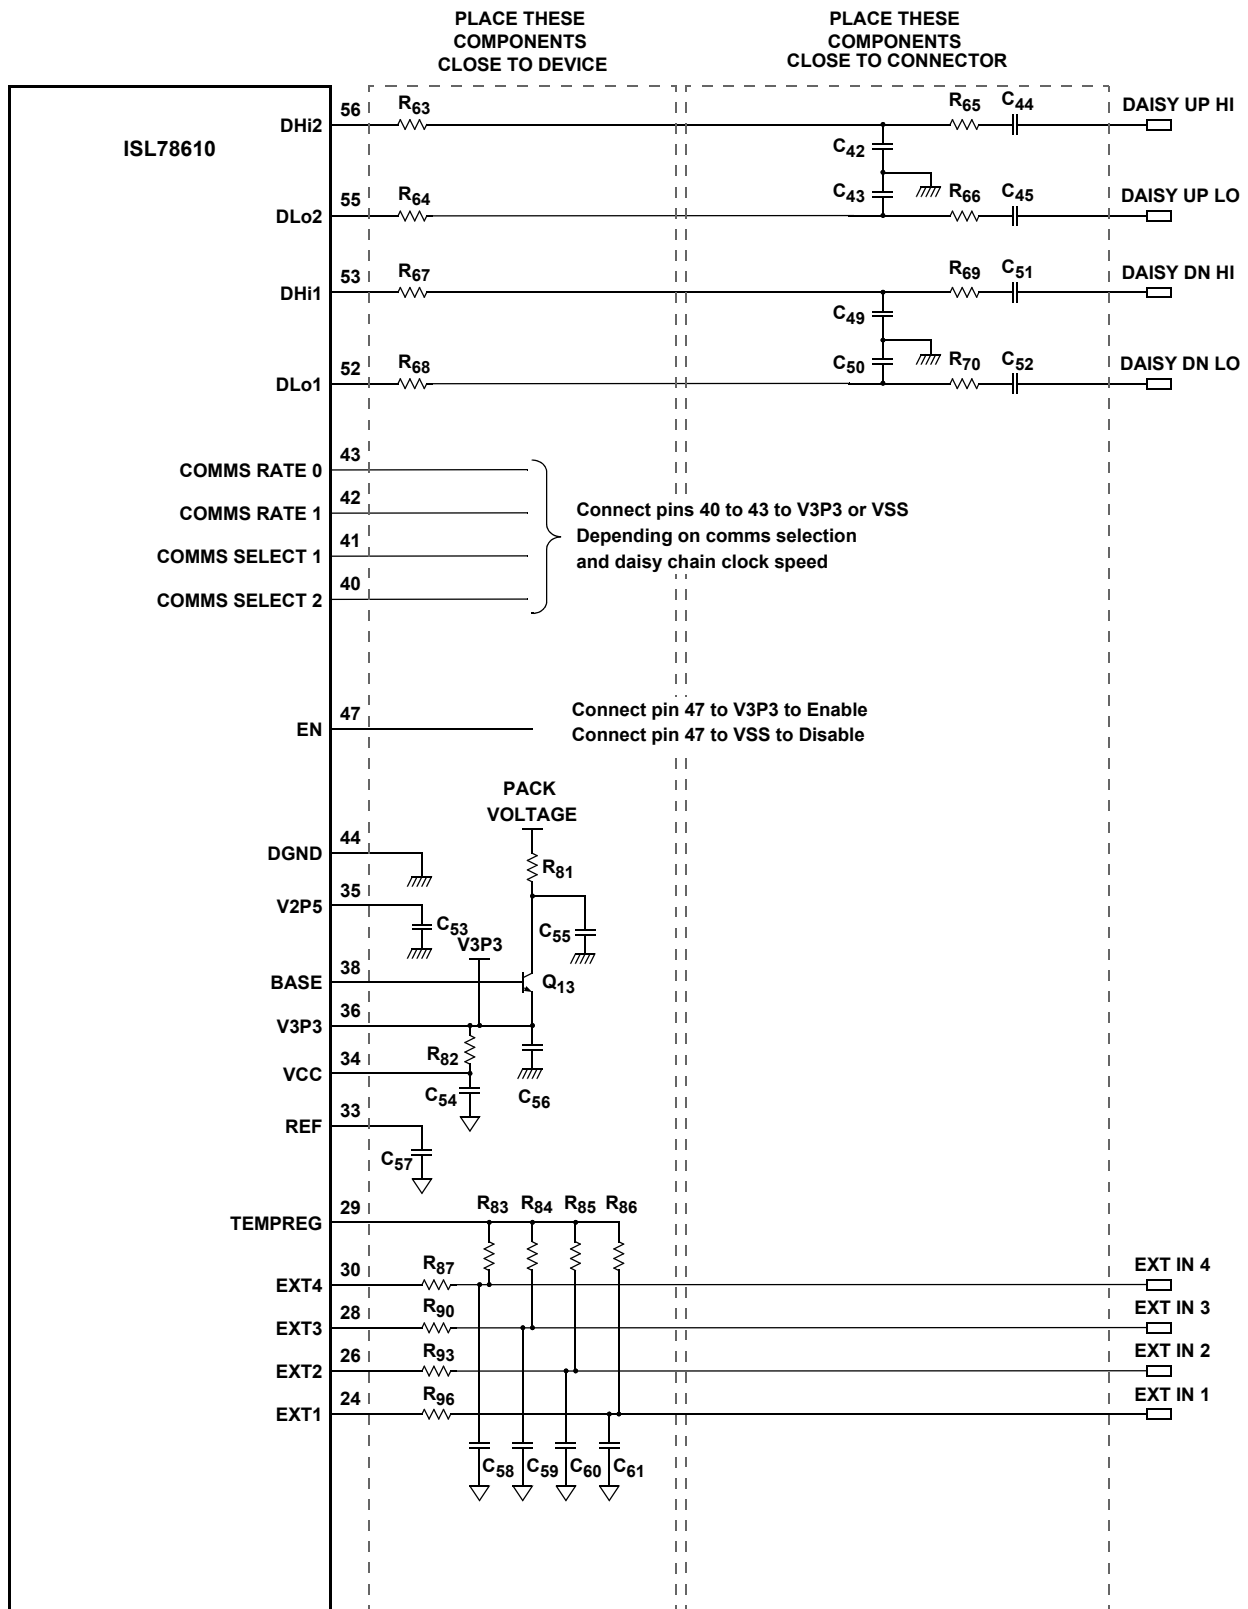 PLACE THESE
COMPONENTS
CLOSE TO DEVICE
PLACE THESE
COMPONENTS
CLOSE TO CONNECTOR
ISL78610
DHi2
56
R63
R65
C44
DAISY UP HI
C42
DLo2
55
R64
C43
R66
C45
DAISY UP LO
DHi1
53
R67
R69
C51
DAISY DN HI
C49
DLo1
52
R68
C50
R70
C52
DAISY DN LO
COMMS RATE 0
43
COMMS RATE 1
42
COMMS SELECT 1
41
COMMS SELECT 2
40
Connect pins 40 to 43 to V3P3 or VSS
Depending on comms selection
and daisy chain clock speed
EN
47
Connect pin 47 to V3P3 to Enable
Connect pin 47 to VSS to Disable
PACK
VOLTAGE
DGND
44
R81
V2P5
35
C53
V3P3
C55
BASE
38
Q13
V3P3
36
R82
VCC
34
C54
C56
REF
33
C57
TEMPREG
29
R83
R84
R85
R86
EXT4
30
R87
EXT IN 4
EXT3
28
R90
EXT IN 3
EXT2
26
R93
EXT IN 2
EXT1
24
R96
EXT IN 1
C58
C59
C60
C61